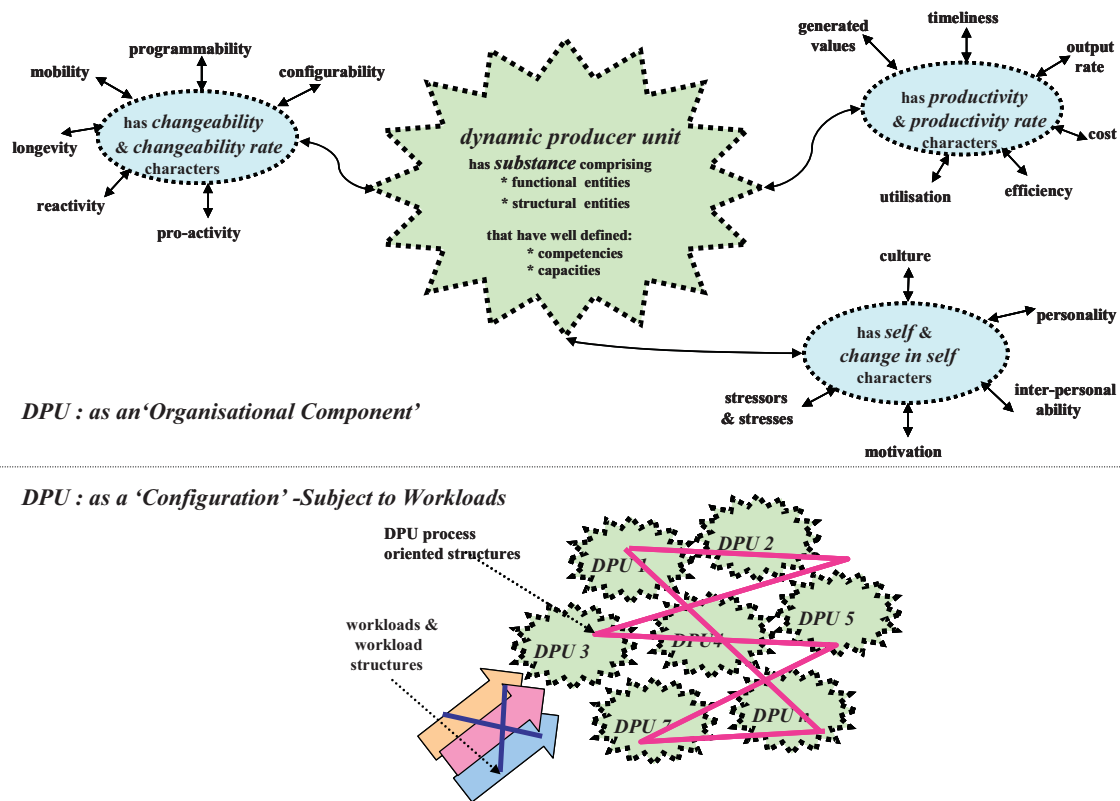 programmability
mobility
configurability
has changeability
& changeability rate
characters
longevity
reactivity
pro-activity
dynamic producer unit
has substance comprising
* functional entities
* structural entities
that have well defined:
* competencies
* capacities
timeliness
generated
values
output
rate
has productivity
& productivity rate
characters
cost
efficiency
utilisation
culture
personality
has self &
change in self
characters
inter-personal
ability
stressors
& stresses
motivation
DPU : as an‘Organisational Component’
DPU : as a ‘Configuration’ -Subject to Workloads
DPU process
oriented structures
DPU 1
DPU 2
workloads &
workload
structures
DPU 3
DPU4
DPU 5
DPU 7
DPU n